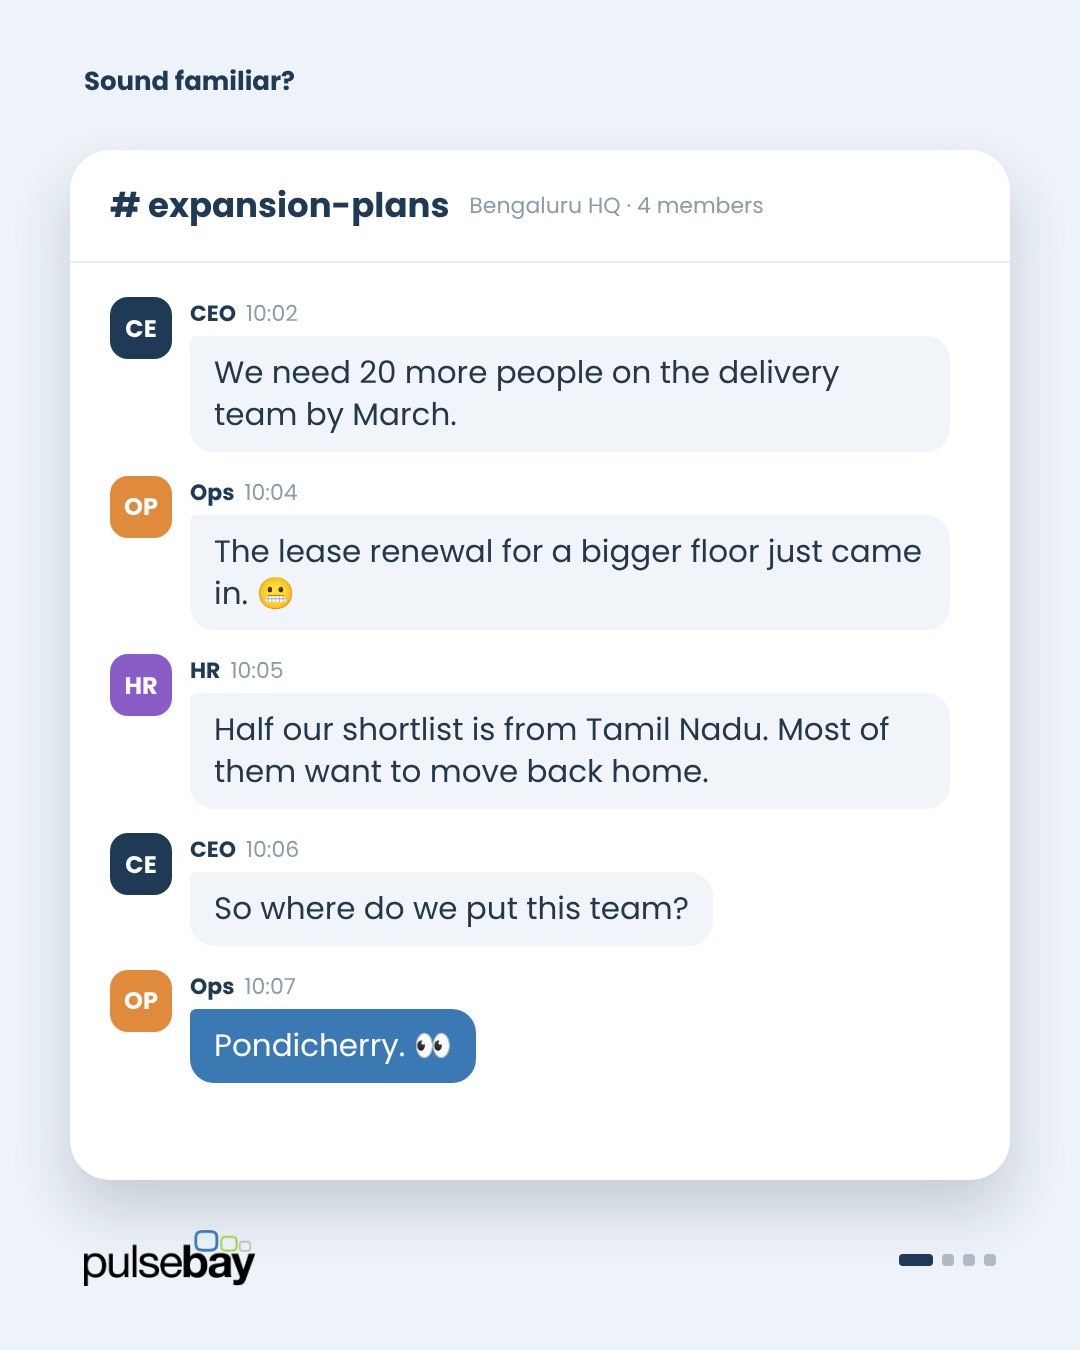 Sound familiar?
# expansion-plans Bengaluru HQ · 4 members
CE CEO 10:02
We need 20 more people on the delivery
team by March.
OP Ops 10:04
The lease renewal for a bigger floor just came
in. 😬
HR HR 10:05
Half our shortlist is from Tamil Nadu. Most of
them want to move back home.
CE CEO 10:06
So where do we put this team?
OP Ops 10:07
Pondicherry. 👀
pulsebay